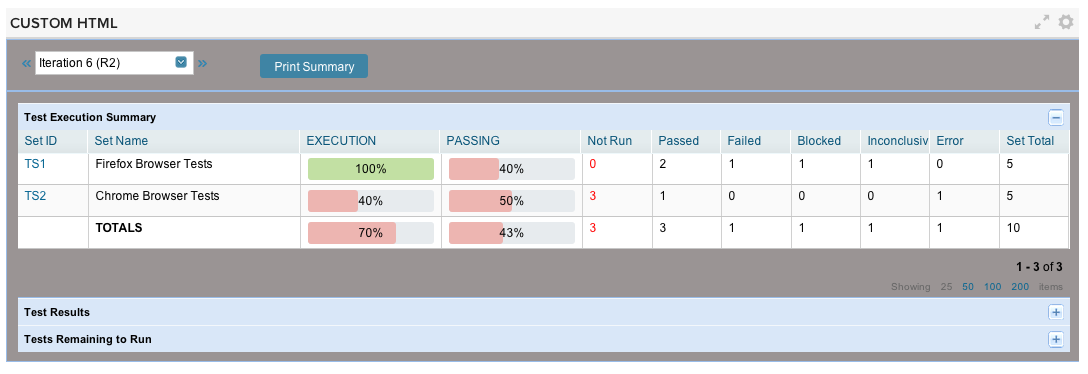 CUSTOM HTML
« Iteration 6 (R2) » Print Summary
Test Execution Summary
Set ID Set Name EXECUTION PASSING Not Run Passed Failed Blocked Inconclusiv Error Set Total
TS1 Firefox Browser Tests 100% 40% 0 2 1 1 1 0 5
TS2 Chrome Browser Tests 40% 50% 3 1 0 0 0 1 5
TOTALS 70% 43% 3 3 1 1 1 1 10
1 - 3 of 3
Showing 25 50 100 200 items
Test Results
Tests Remaining to Run